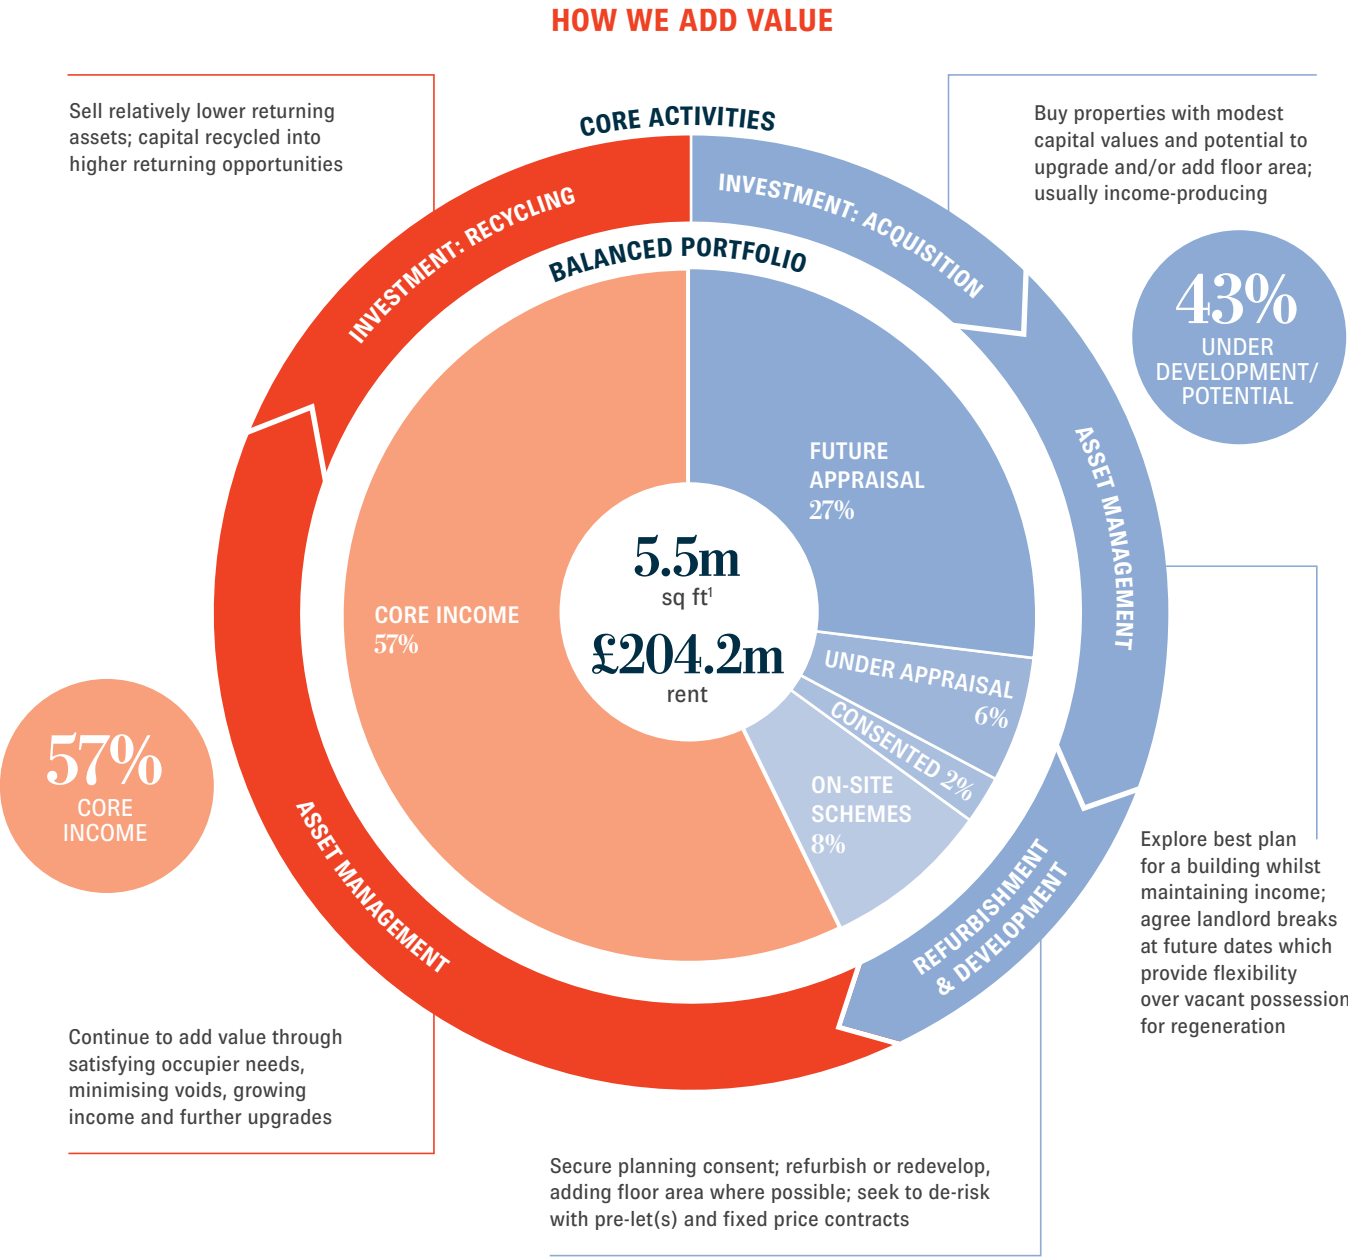 HOW WE ADD VALUE
Sell relatively lower returning
assets; capital recycled into
higher returning opportunities
Buy properties with modest
capital values and potential to
upgrade and/or add floor area;
usually income-producing
CORE ACTIVITIES
INVESTMENT: RECYCLING
INVESTMENT: ACQUISITION
BALANCED PORTFOLIO
43%
UNDER
DEVELOPMENT/
POTENTIAL
FUTURE
APPRAISAL
27%
ASSET MANAGEMENT
5.5m
sq ft¹
£204.2m
rent
CORE INCOME
57%
UNDER APPRAISAL
6%
CONSENTED 2%
ON-SITE
SCHEMES
8%
57%
CORE
INCOME
ASSET MANAGEMENT
REFURBISHMENT
& DEVELOPMENT
Explore best plan
for a building whilst
maintaining income;
agree landlord breaks
at future dates which
provide flexibility
over vacant possession
for regeneration
Continue to add value through
satisfying occupier needs,
minimising voids, growing
income and further upgrades
Secure planning consent; refurbish or redevelop,
adding floor area where possible; seek to de-risk
with pre-let(s) and fixed price contracts